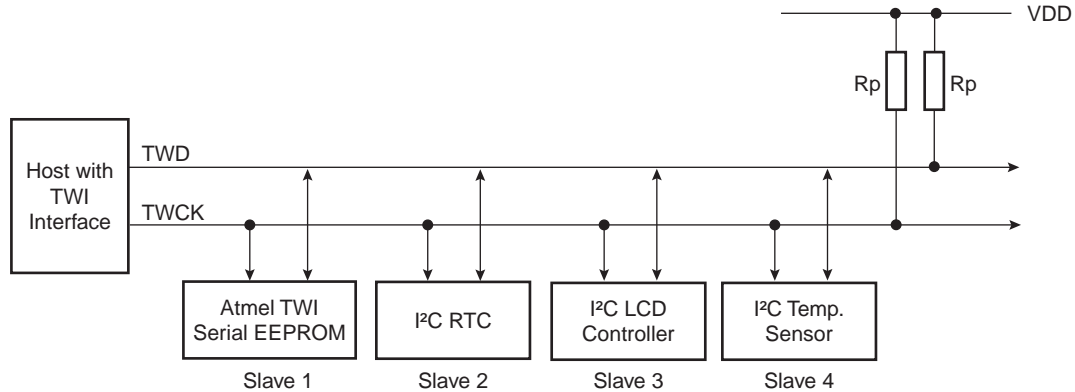 VDD
Rp
Rp
Host with
TWI
Interface
TWD
TWCK
Atmel TWI
Serial EEPROM
I²C RTC
I²C LCD
Controller
I²C Temp.
Sensor
Slave 1
Slave 2
Slave 3
Slave 4